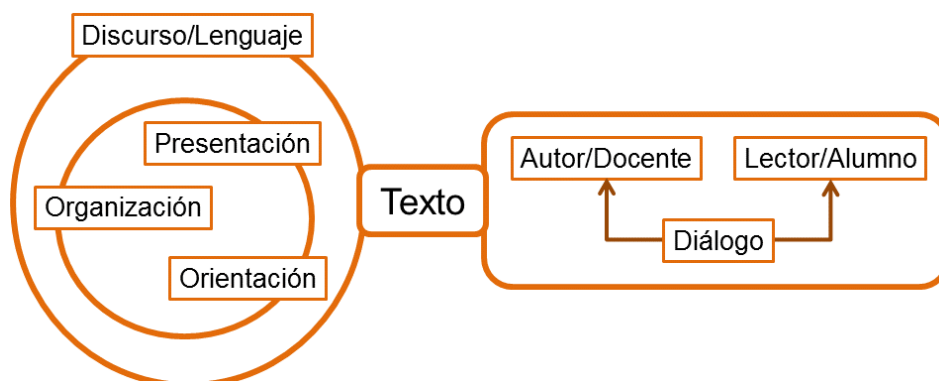 Discurso/Lenguaje
Presentación
Organización
Orientación
Texto
Autor/Docente
Lector/Alumno
Diálogo